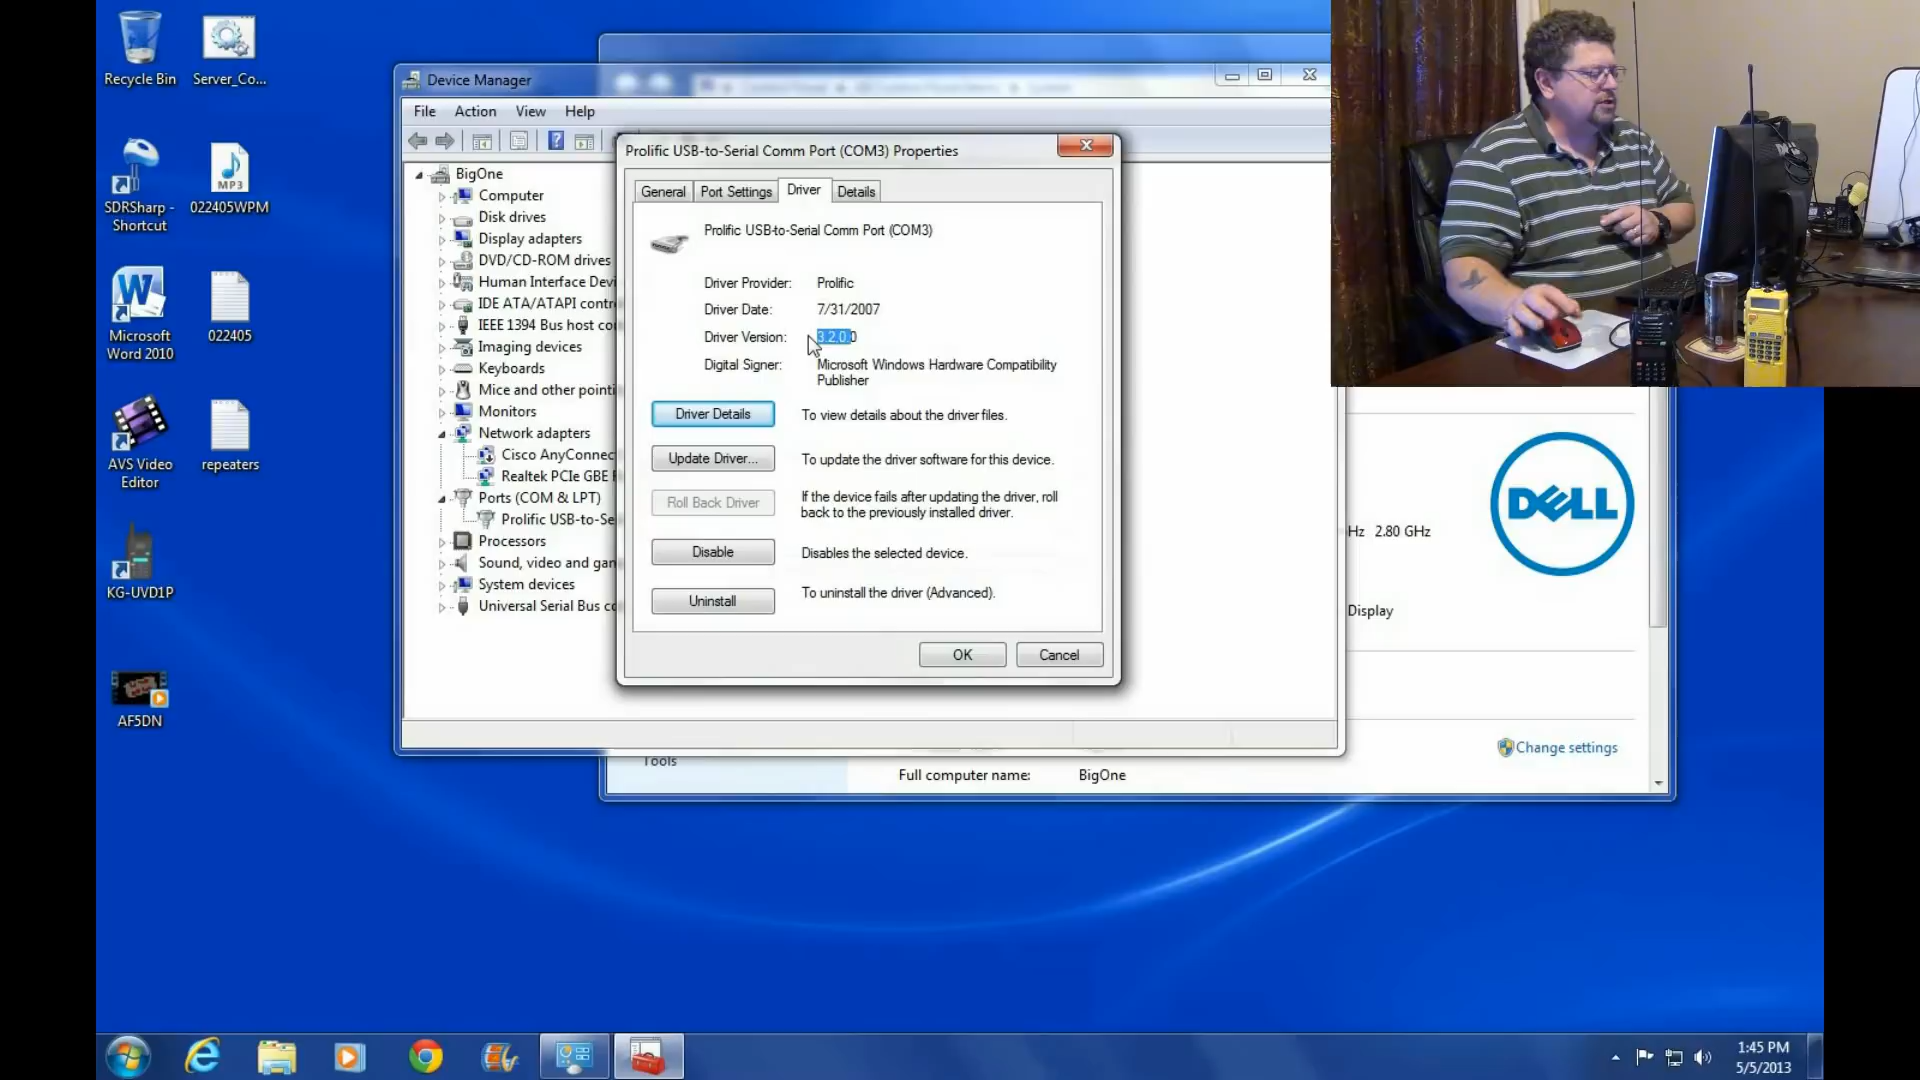 Recycle Bin
Server_Co...
SDRSharp -
Shortcut
MP3
022405WPM
Microsoft
Word 2010
022405
AVS Video
Editor
repeaters
KG-UVD1P
AF5DN
Device Manager
File Action View Help
BigOne
Computer
Disk drives
Display adapters
DVD/CD-ROM drives
Human Interface Devi
IDE ATA/ATAPI contr
IEEE 1394 Bus host co
Imaging devices
Keyboards
Mice and other pointi
Monitors
Network adapters
Cisco AnyConnec
Realtek PCIe GBE
Ports (COM & LPT)
Prolific USB-to-Se
Processors
Sound, video and gan
System devices
Universal Serial Bus co
Prolific USB-to-Serial Comm Port (COM3) Properties
General Port Settings Driver Details
Prolific USB-to-Serial Comm Port (COM3)
Driver Provider: Prolific
Driver Date: 7/31/2007
Driver Version: 3.2.0.0
Digital Signer: Microsoft Windows Hardware Compatibility
Publisher
Driver Details To view details about the driver files.
Update Driver... To update the driver software for this device.
Roll Back Driver If the device fails after updating the driver, roll
back to the previously installed driver.
Disable Disables the selected device.
Uninstall To uninstall the driver (Advanced).
OK Cancel
DELL
Hz 2.80 GHz
Display
Change settings
Tools
Full computer name: BigOne
1:45 PM
5/5/2013